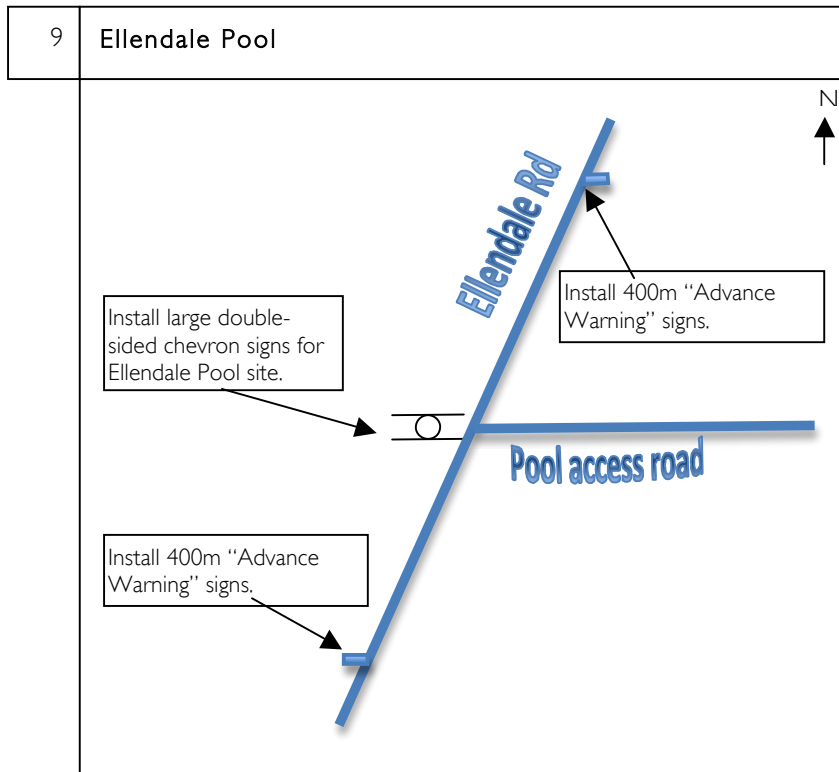 9 Ellendale Pool
N
Ellendale Rd
Install 400m “Advance
Warning” signs.
Install large double-
sided chevron signs for
Ellendale Pool site.
Pool access road
Install 400m “Advance
Warning” signs.